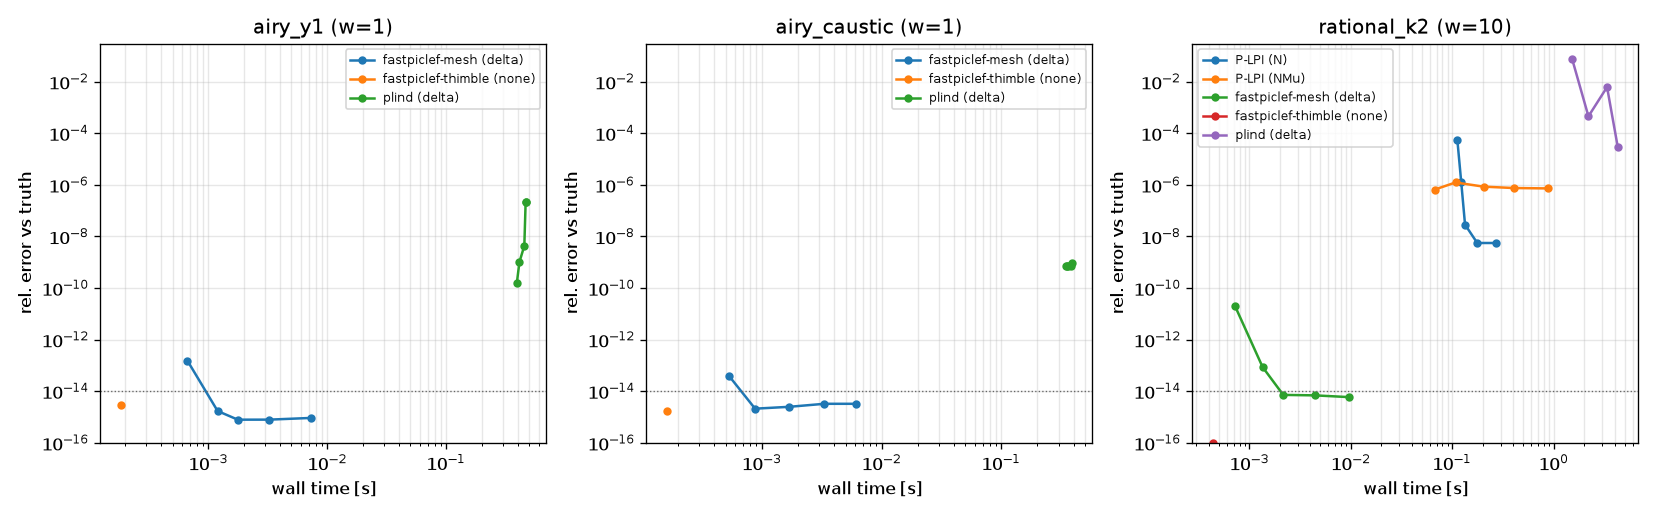 airy_y1 (w=1)
rel. error vs truth
10⁻²
10⁻⁴
10⁻⁶
10⁻⁸
10⁻¹⁰
10⁻¹²
10⁻¹⁴
10⁻¹⁶
fastpiclef-mesh (delta)
fastpiclef-thimble (none)
plind (delta)
10⁻³
10⁻²
10⁻¹
wall time [s]
airy_caustic (w=1)
rel. error vs truth
10⁻²
10⁻⁴
10⁻⁶
10⁻⁸
10⁻¹⁰
10⁻¹²
10⁻¹⁴
10⁻¹⁶
fastpiclef-mesh (delta)
fastpiclef-thimble (none)
plind (delta)
10⁻³
10⁻²
10⁻¹
wall time [s]
rational_k2 (w=10)
rel. error vs truth
10⁻²
10⁻⁴
10⁻⁶
10⁻⁸
10⁻¹⁰
10⁻¹²
10⁻¹⁴
10⁻¹⁶
P-LPI (N)
P-LPI (NMu)
fastpiclef-mesh (delta)
fastpiclef-thimble (none)
plind (delta)
10⁻³
10⁻²
10⁻¹
10⁰
wall time [s]